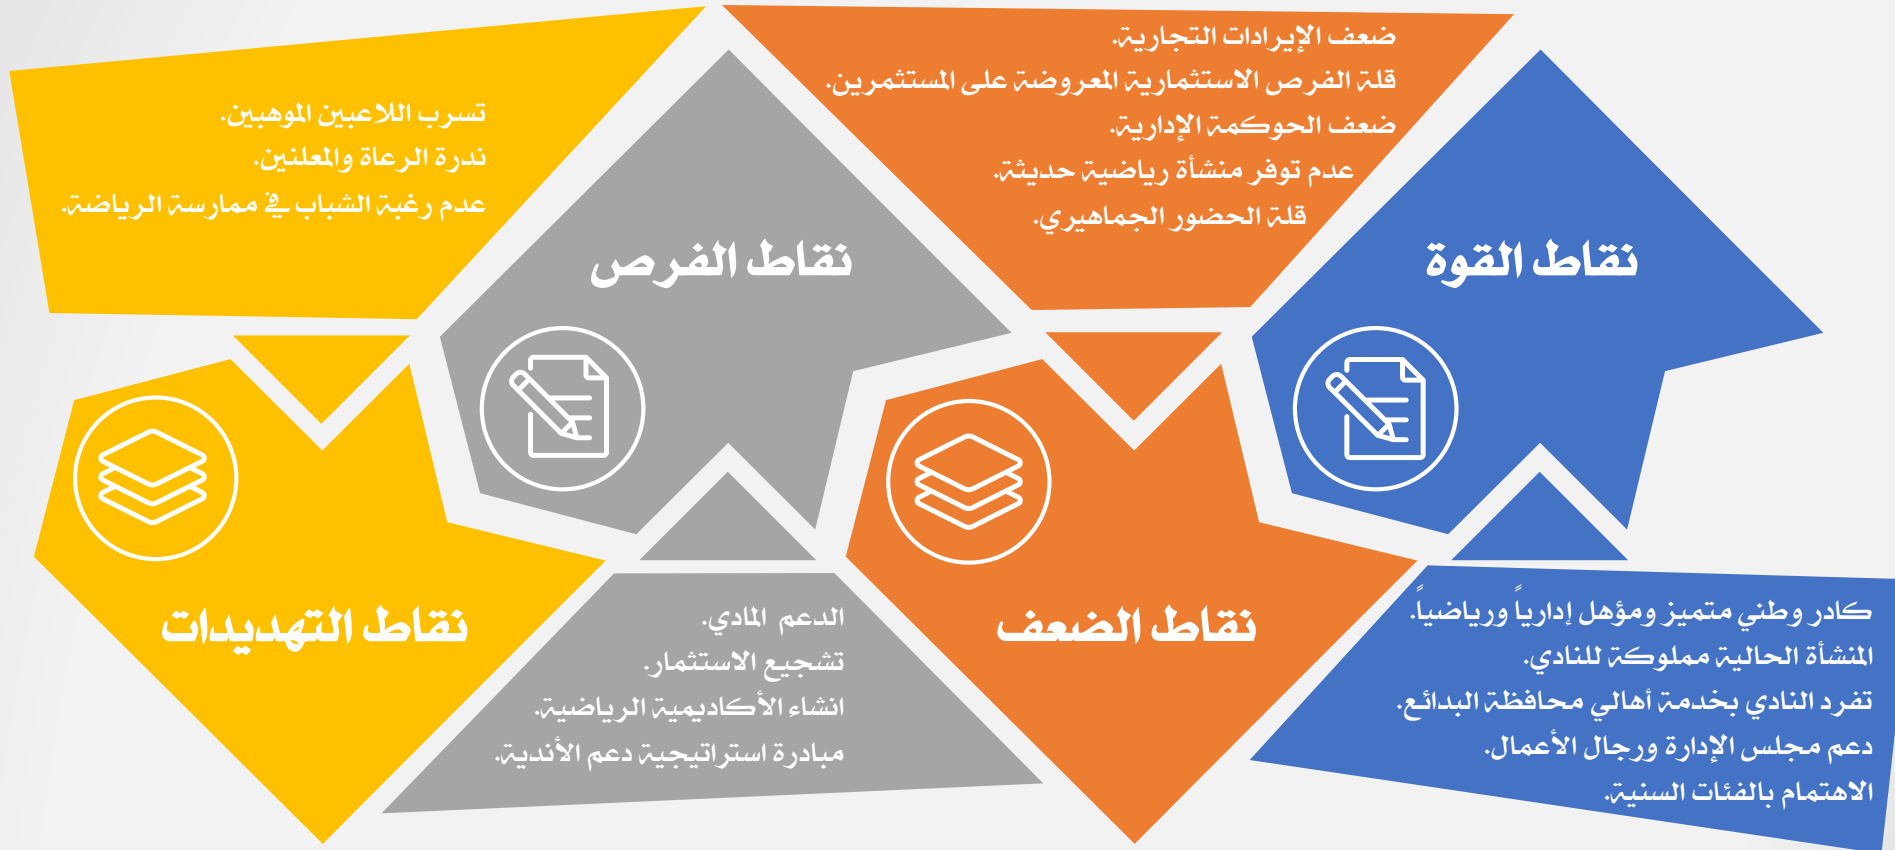 نقاط القوة
كادر وطني متميز ومؤهل إدارياً ورياضياً.
المنشأة الحالية مملوكة للنادي.
تفرد النادي بخدمة أهالي محافظة البدائع.
دعم مجلس الإدارة ورجال الأعمال.
الاهتمام بالفئات السنية.
ضعف الإيرادات التجارية.
قلة الفرص الاستثمارية المعروضة على المستثمرين.
ضعف الحوكمة الإدارية.
عدم توفر منشأة رياضية حديثة.
قلة الحضور الجماهيري.
نقاط الضعف
نقاط الفرص
الدعم المادي.
تشجيع الاستثمار.
انشاء الأكاديمية الرياضية.
مبادرة استراتيجية دعم الأندية.
تسرب اللاعبين الموهبين.
ندرة الرعاة والمعلنين.
عدم رغبة الشباب في ممارسة الرياضة.
نقاط التهديدات